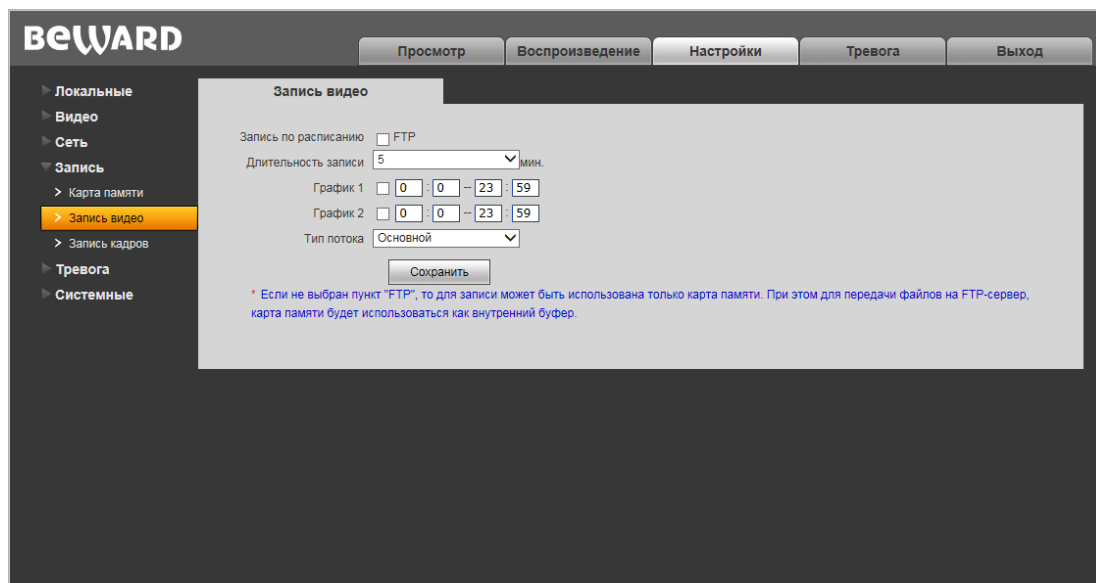 BEWARD
Просмотр Воспроизведение Настройки Тревога Выход
Локальные
Видео
Сеть
Запись
> Карта памяти
> Запись видео
> Запись кадров
Тревога
Системные
Запись видео
Запись по расписанию FTP
Длительность записи 5 мин.
График 1 0 : 0 -- 23 : 59
График 2 0 : 0 -- 23 : 59
Тип потока Основной
Сохранить
* Если не выбран пункт "FTP", то для записи может быть использована только карта памяти. При этом для передачи файлов на FTP-сервер,
карта памяти будет использоваться как внутренний буфер.